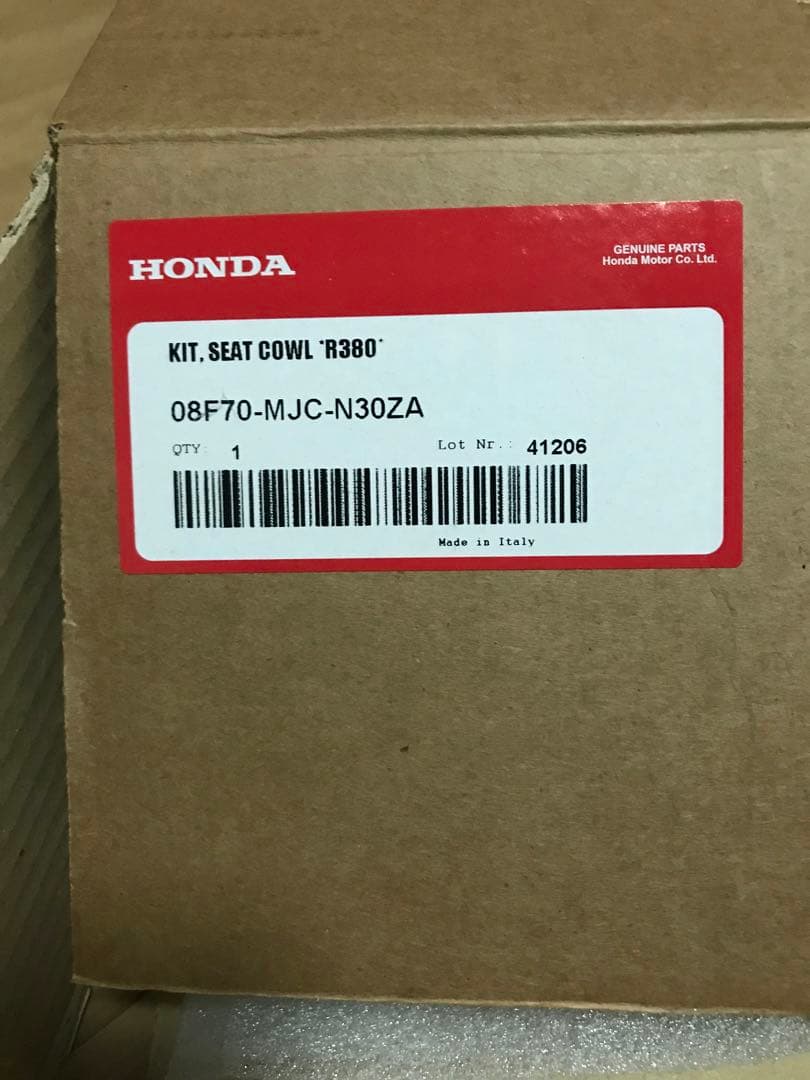 HONDA
GENUINE PARTS
Honda Motor Co. Ltd.
KIT, SEAT COWL *R380*
08F70-MJC-N30ZA
QTY: 1
Lot Nr.: 41206
Made in Italy